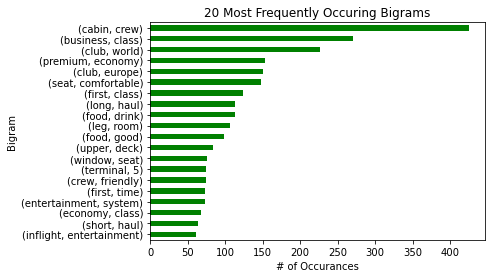 20 Most Frequently Occuring Bigrams
(cabin, crew)
(business, class)
(club, world)
(premium, economy)
(club, europe)
(seat, comfortable)
(first, class)
(long, haul)
(food, drink)
(leg, room)
(food, good)
(upper, deck)
(window, seat)
(terminal, 5)
(crew, friendly)
(first, time)
(entertainment, system)
(economy, class)
(short, haul)
(inflight, entertainment)
Bigram
0 50 100 150 200 250 300 350 400
# of Occurances